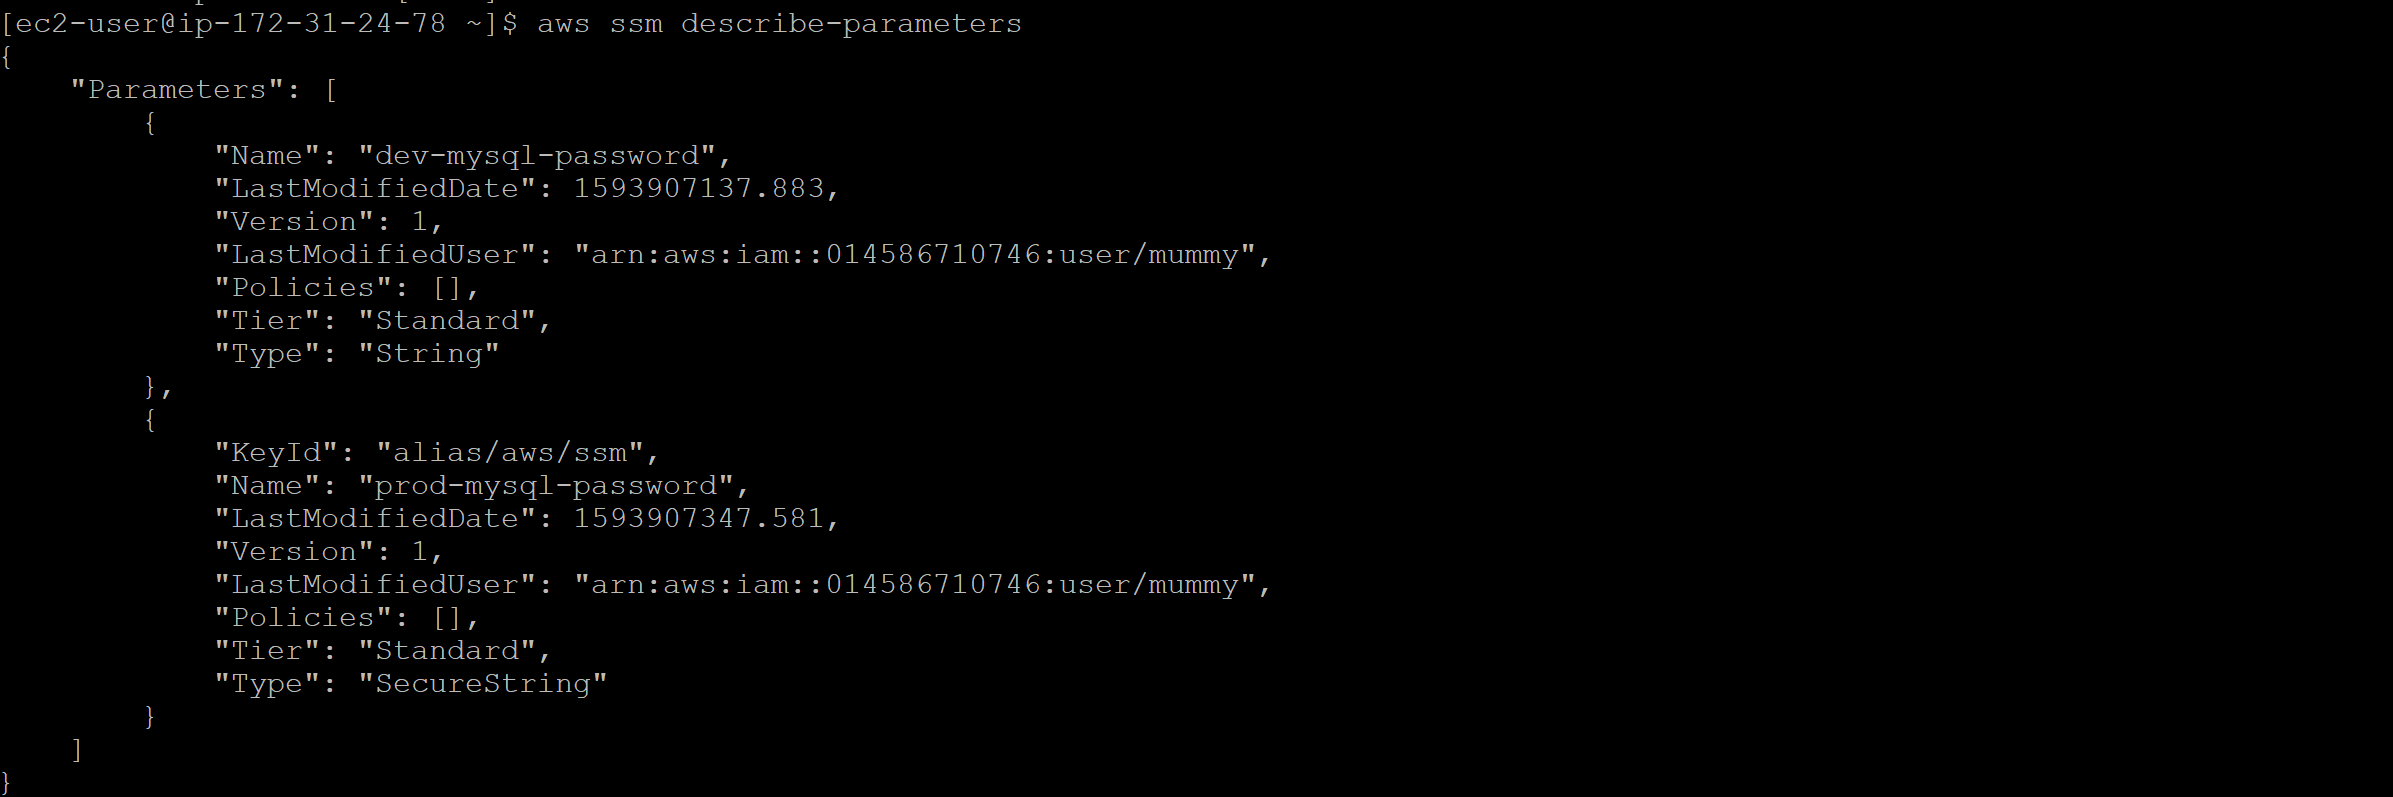 [ec2-user@ip-172-31-24-78 ~]$ aws ssm describe-parameters
{
    "Parameters": [
        {
            "Name": "dev-mysql-password",
            "LastModifiedDate": 1593907137.883,
            "Version": 1,
            "LastModifiedUser": "arn:aws:iam::014586710746:user/mummy",
            "Policies": [],
            "Tier": "Standard",
            "Type": "String"
        },
        {
            "KeyId": "alias/aws/ssm",
            "Name": "prod-mysql-password",
            "LastModifiedDate": 1593907347.581,
            "Version": 1,
            "LastModifiedUser": "arn:aws:iam::014586710746:user/mummy",
            "Policies": [],
            "Tier": "Standard",
            "Type": "SecureString"
        }
    ]
}